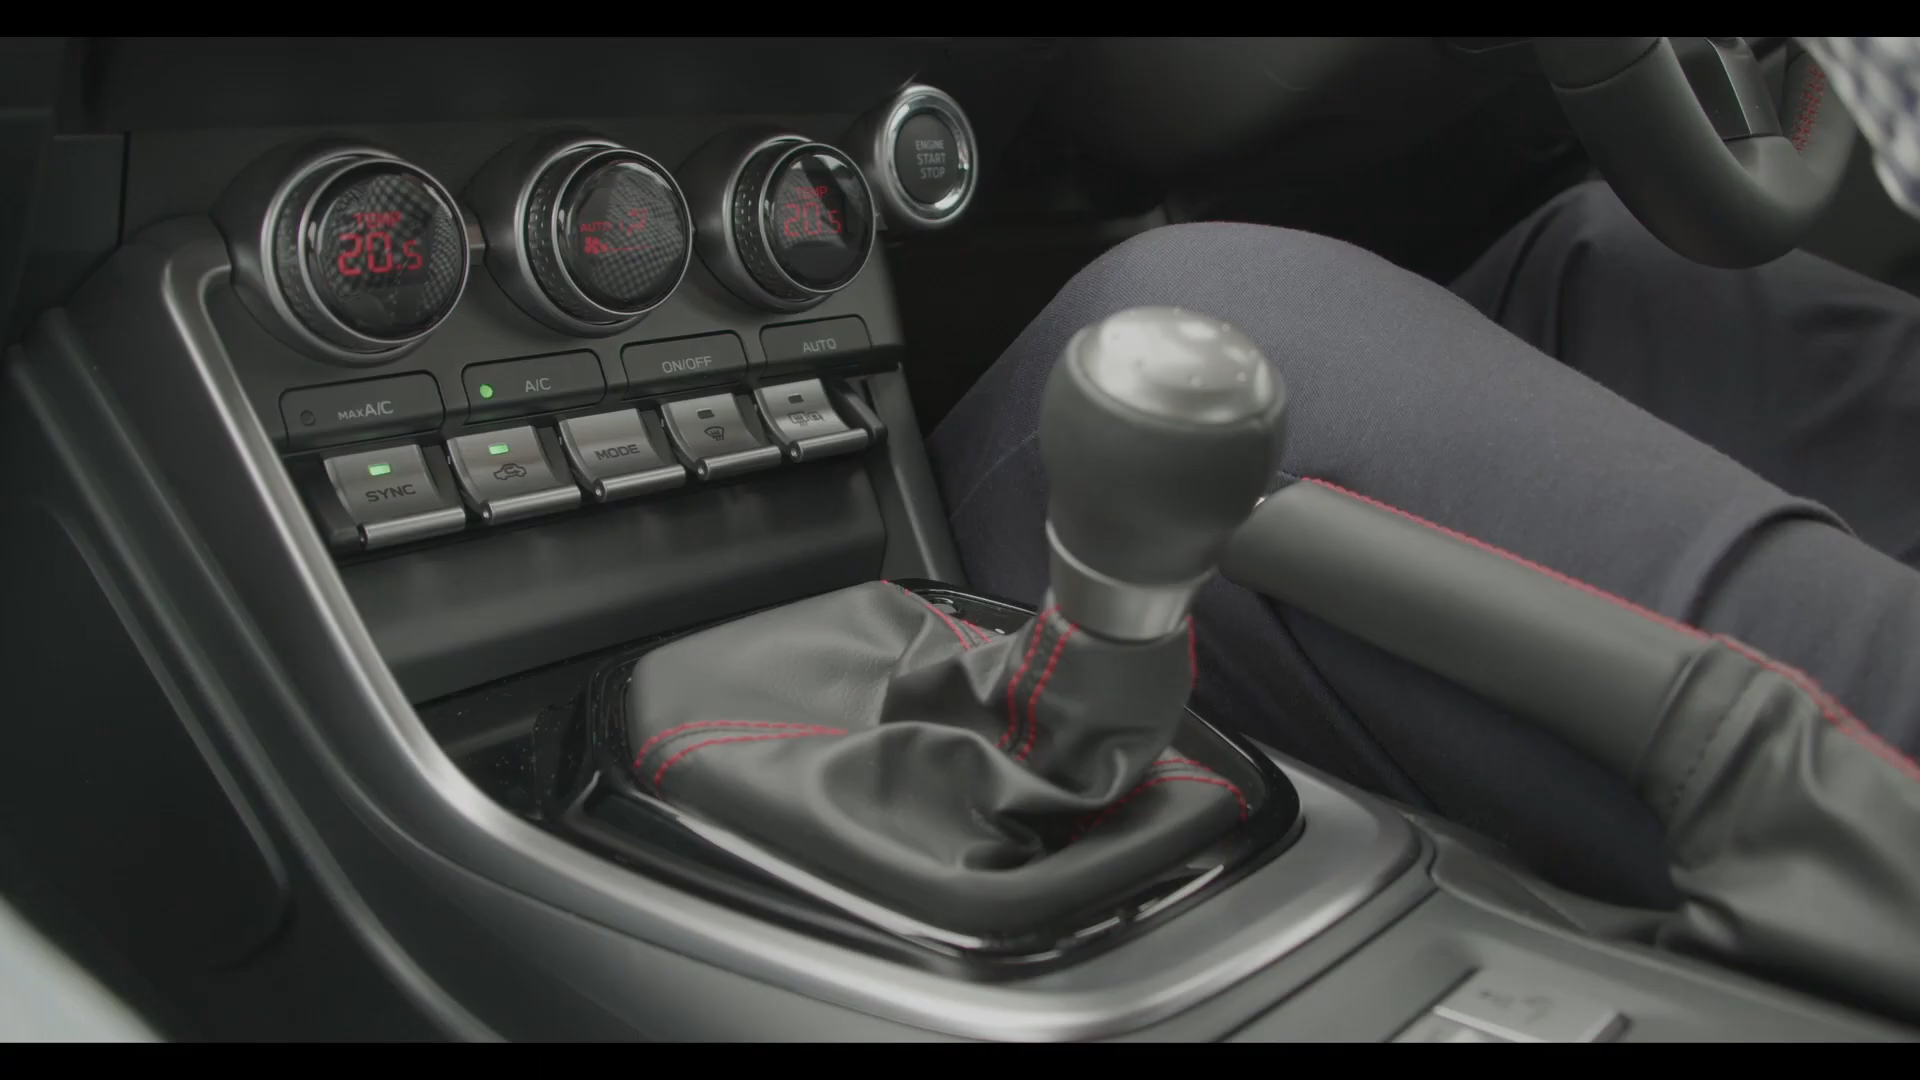 TEMP
20.5
AUTO
TEMP
20.5
ENGINE
START
STOP
MAX A/C
A/C
ON/OFF
AUTO
SYNC
MODE